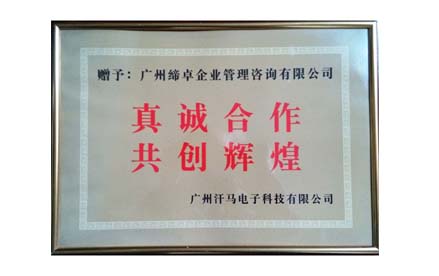 赠予：广州缔卓企业管理咨询有限公司
真诚合作
共创辉煌
广州汗马电子科技有限公司